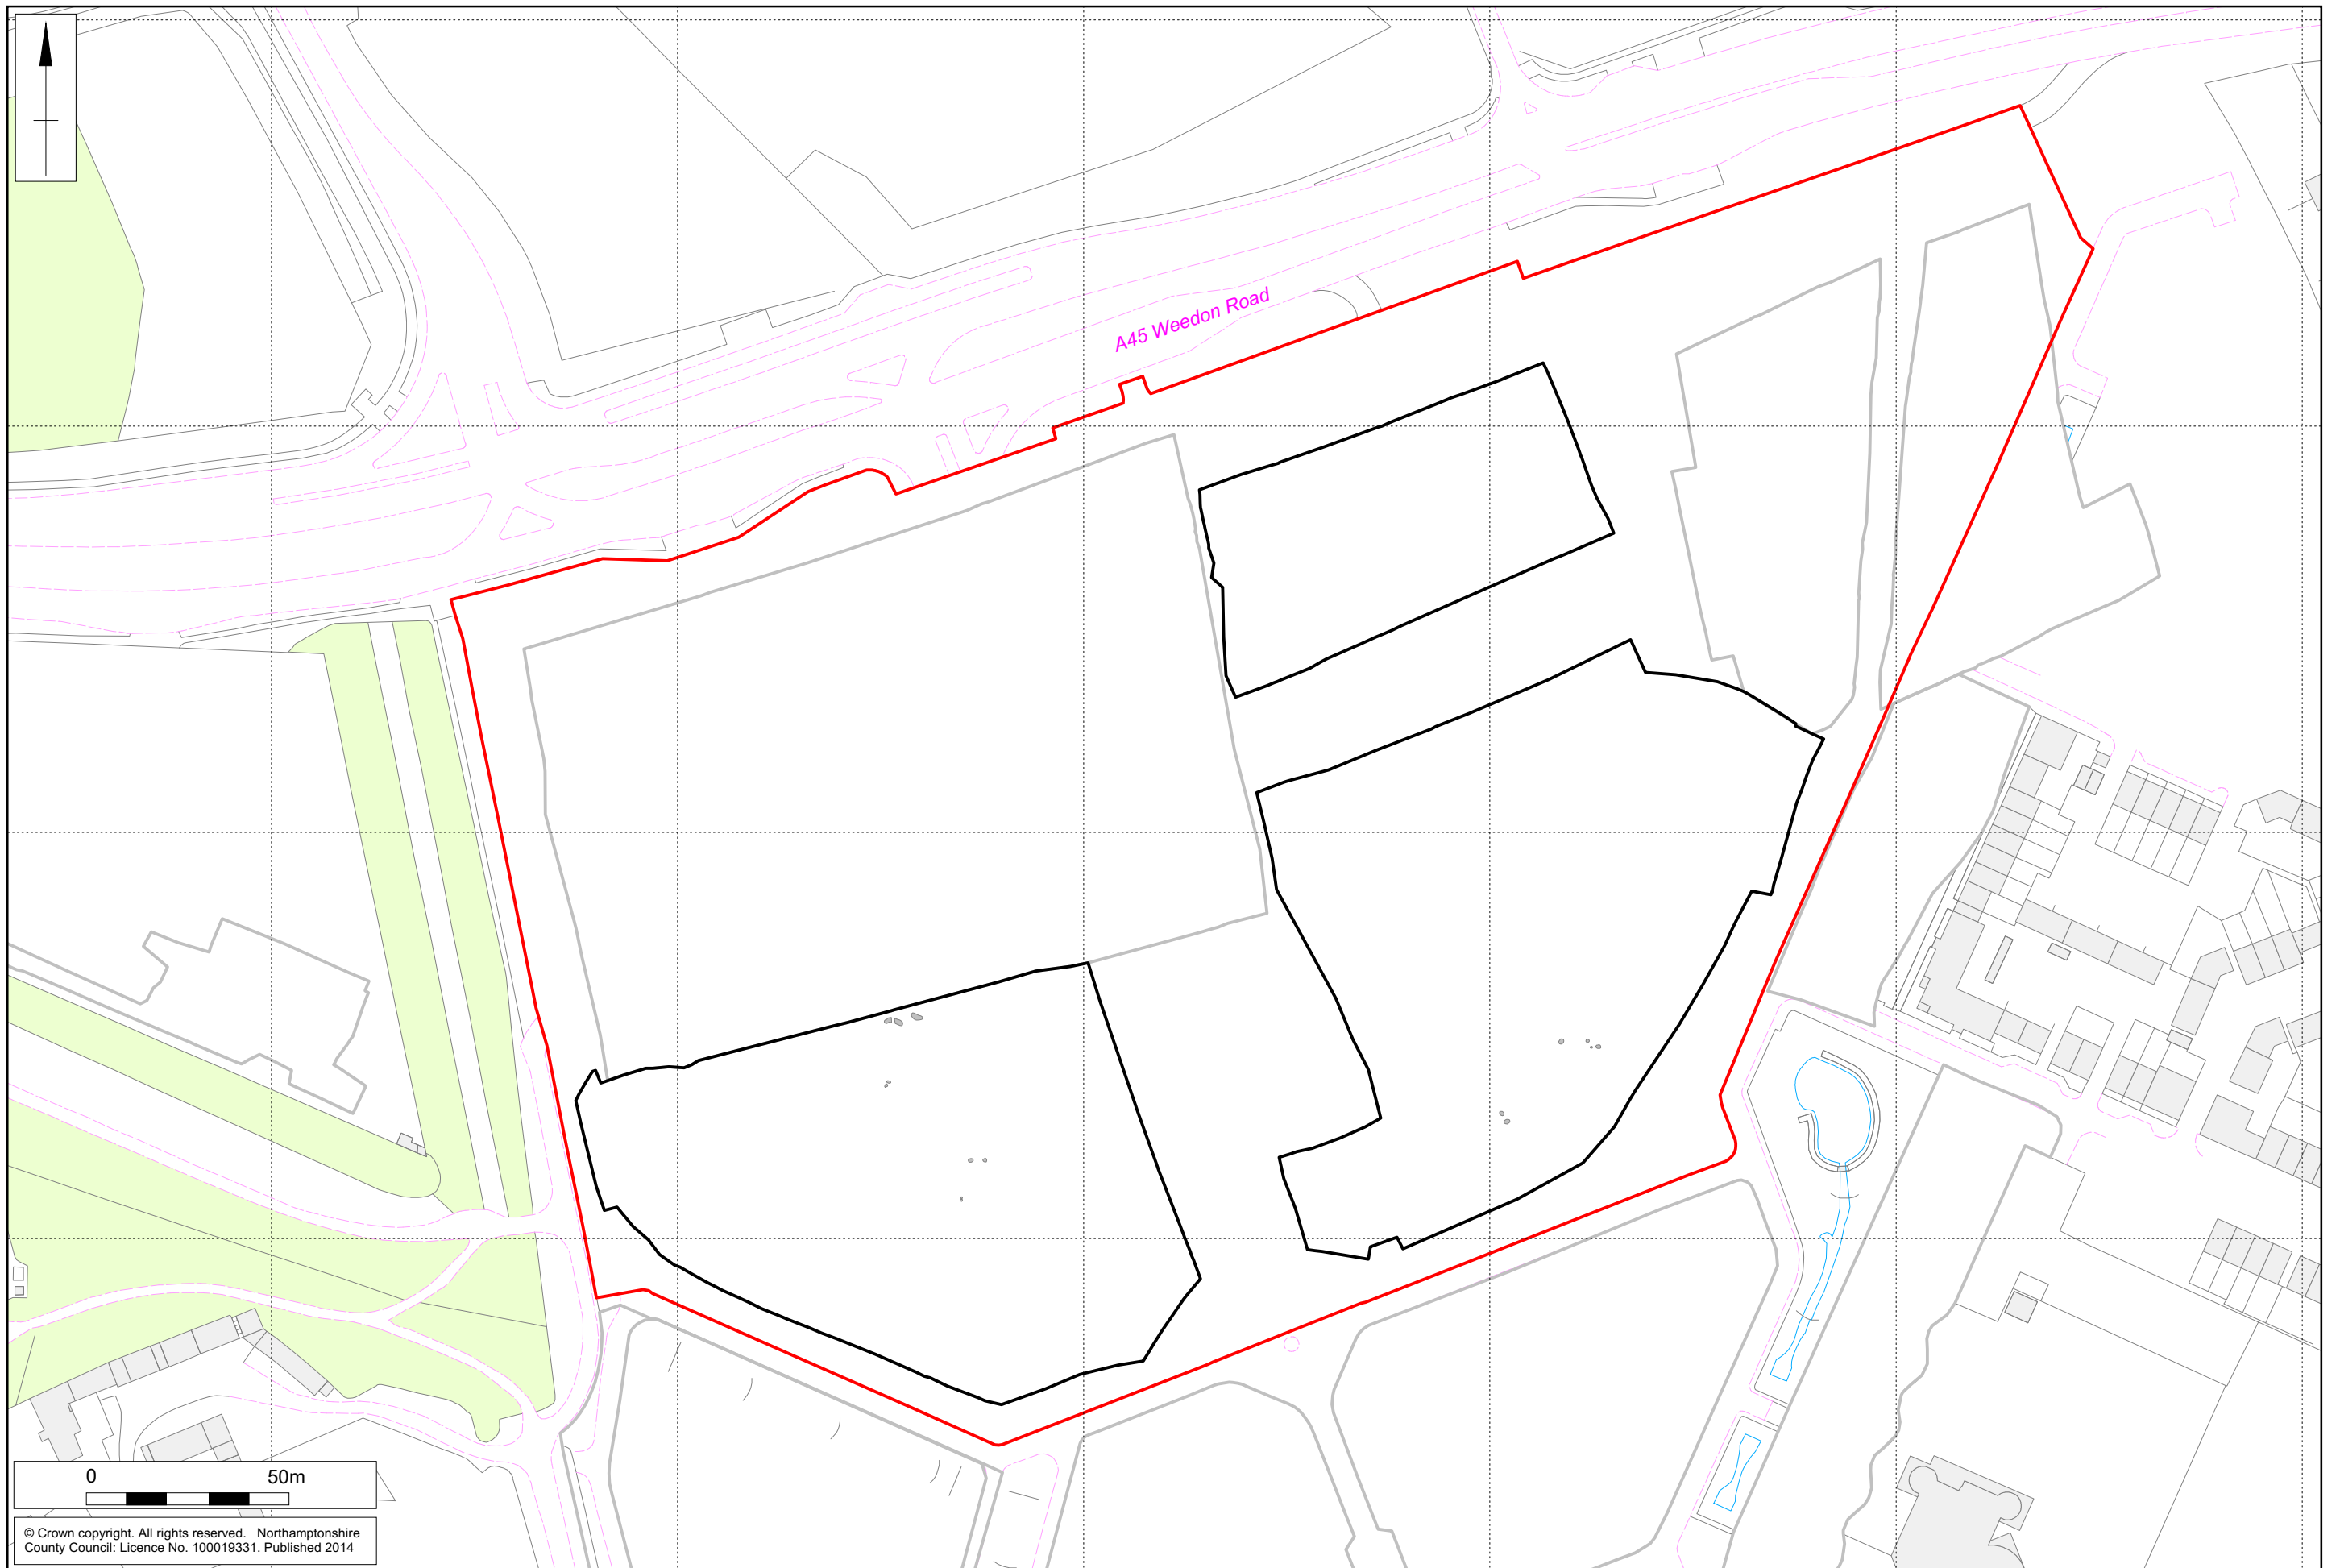 A45 Weedon Road
0 50m
© Crown copyright. All rights reserved. Northamptonshire
County Council: Licence No. 100019331. Published 2014